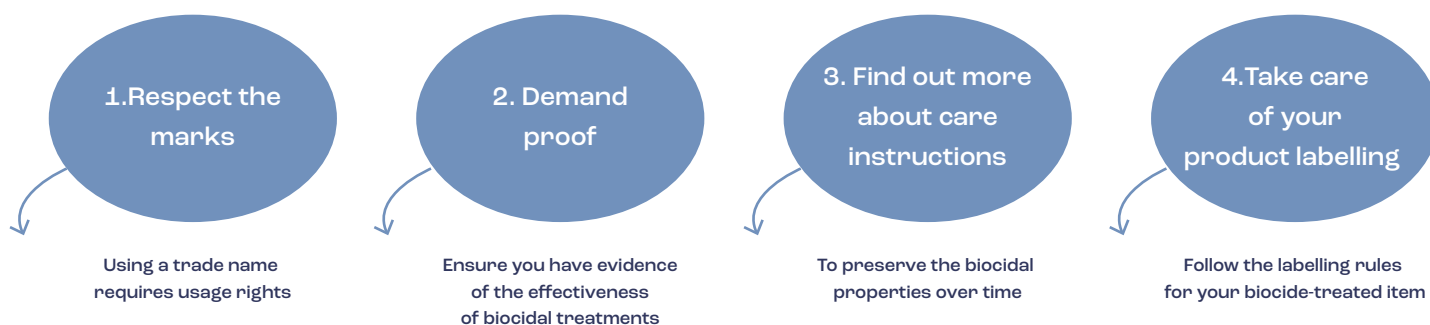 1.Respect the
marks
Using a trade name
requires usage rights
2. Demand
proof
Ensure you have evidence
of the effectiveness
of biocidal treatments
3. Find out more
about care
instructions
To preserve the biocidal
properties over time
4.Take care
of your
product labelling
Follow the labelling rules
for your biocide-treated item